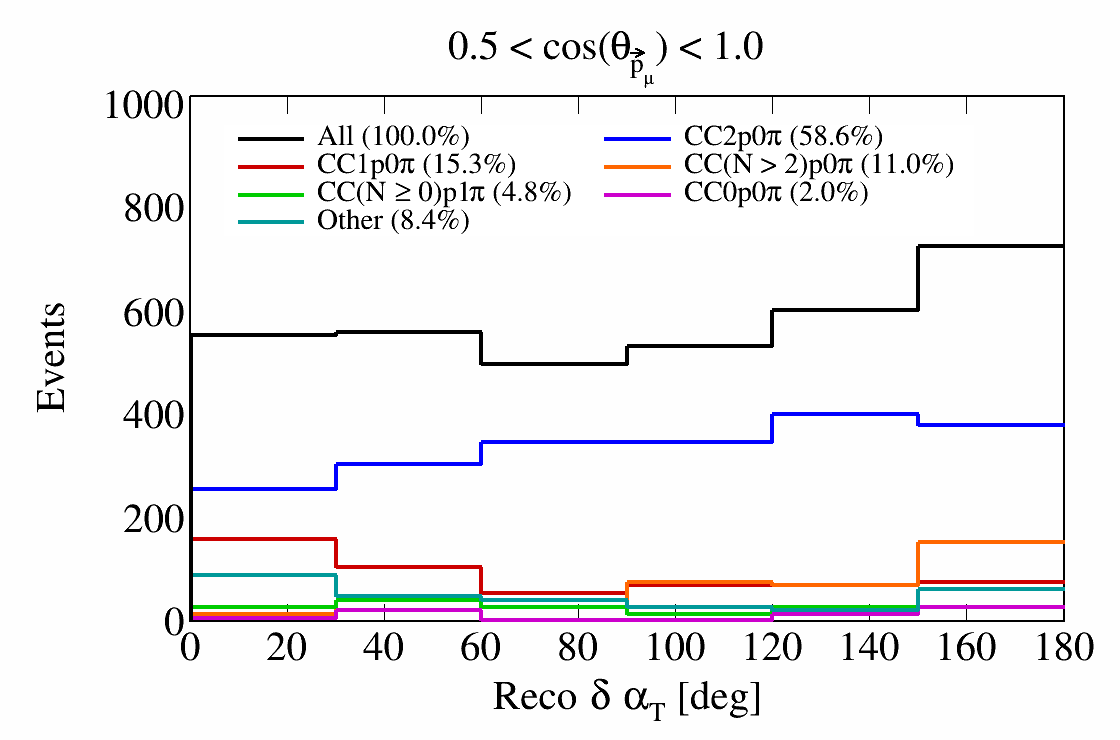 0.5 < cos(θ_p⃗_μ) < 1.0
1000
800
600
400
200
0
Events
All (100.0%)
CC2p0π (58.6%)
CC1p0π (15.3%)
CC(N > 2)p0π (11.0%)
CC(N ≥ 0)p1π (4.8%)
CC0p0π (2.0%)
Other (8.4%)
0 20 40 60 80 100 120 140 160 180
Reco δ α_T [deg]